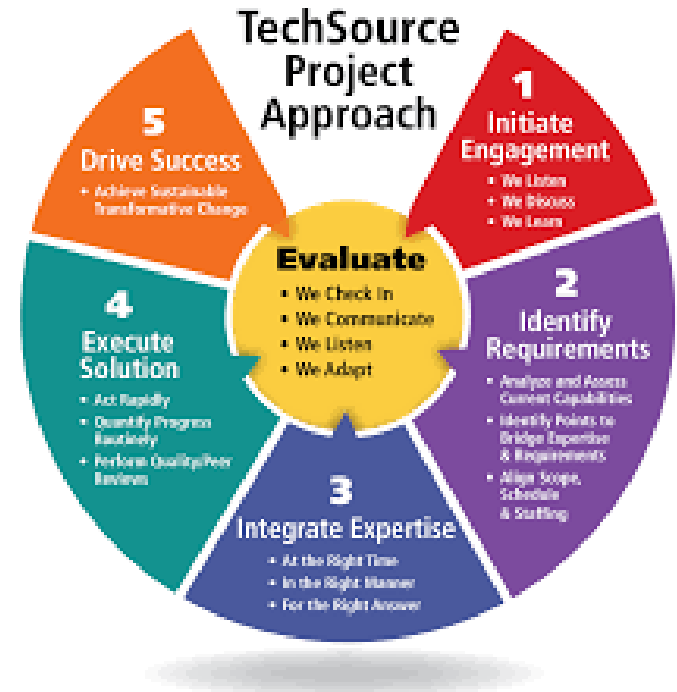 TechSource
Project
Approach
1
Initiate
Engagement
• We Listen
• We Discuss
• We Learn
2
Identify
Requirements
• Analyze and Assess
Current Capabilities
• Identify Points to
Bridge Expertise
& Requirements
• Align Scope,
Schedule
& Staffing
3
Integrate Expertise
• At the Right Time
• In the Right Manner
• For the Right Answer
4
Execute
Solution
• Act Rapidly
• Quantify Progress
Routinely
• Perform Quality/Peer
Reviews
5
Drive Success
• Achieve Sustainable
Transformative Change
Evaluate
• We Check In
• We Communicate
• We Listen
• We Adapt